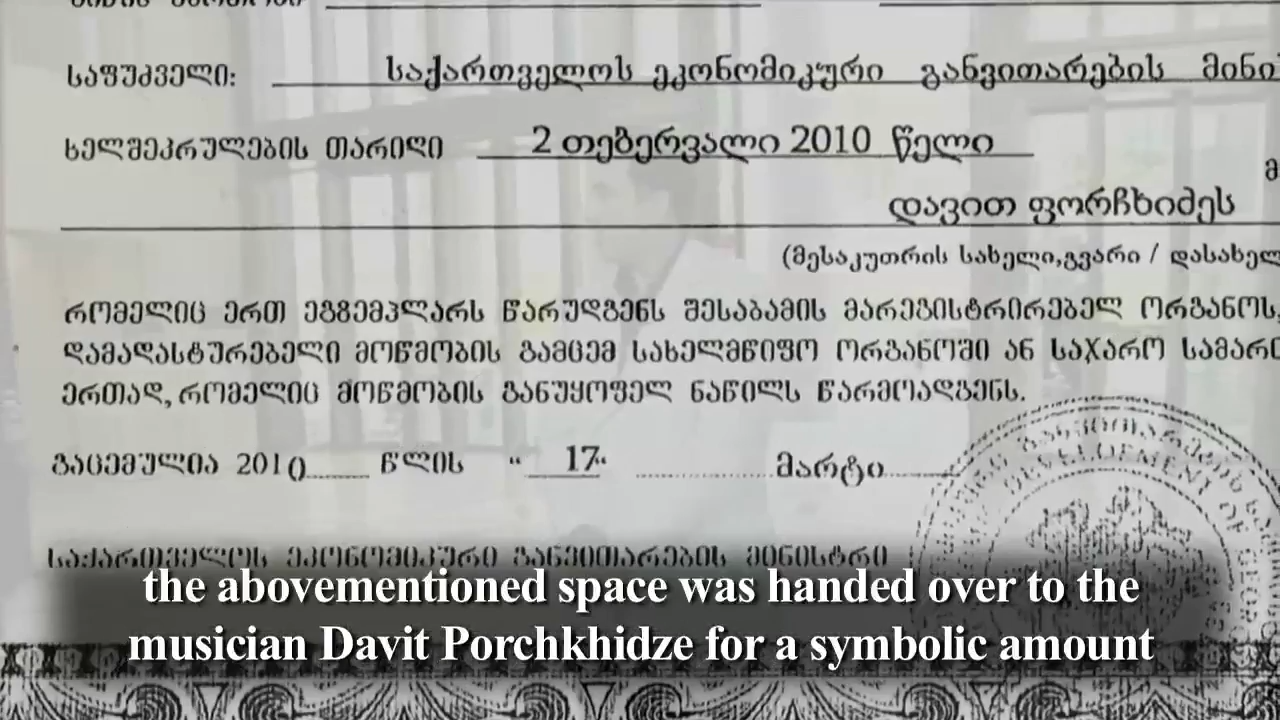 საფუძველი: საქართველოს ეკონომიკური განვითარების
ხელშეკრულების თარიღი 2 თებერვალი 2010 წელი
დავით ფორჩხიძეს
(მესაკუთრის სახელი,გვარი /
რომელიც ერთ ეგზემპლარს წარუდგენს შესაბამის მარეგისტრირებელ ორგანოს,
დამადასტურებელი მოწმობის გამცემ სახელმწიფო ორგანოში ან საჯარო
ერთად, რომელიც მოწმობის განუყოფელ ნაწილს წარმოადგენს.
გაცემულია 2010 წლის " 17" მარტი
საქართველოს ეკონომიკური განვითარების მინისტრი
DEVELOPMENT OF
the abovementioned space was handed over to the
musician Davit Porchkhidze for a symbolic amount